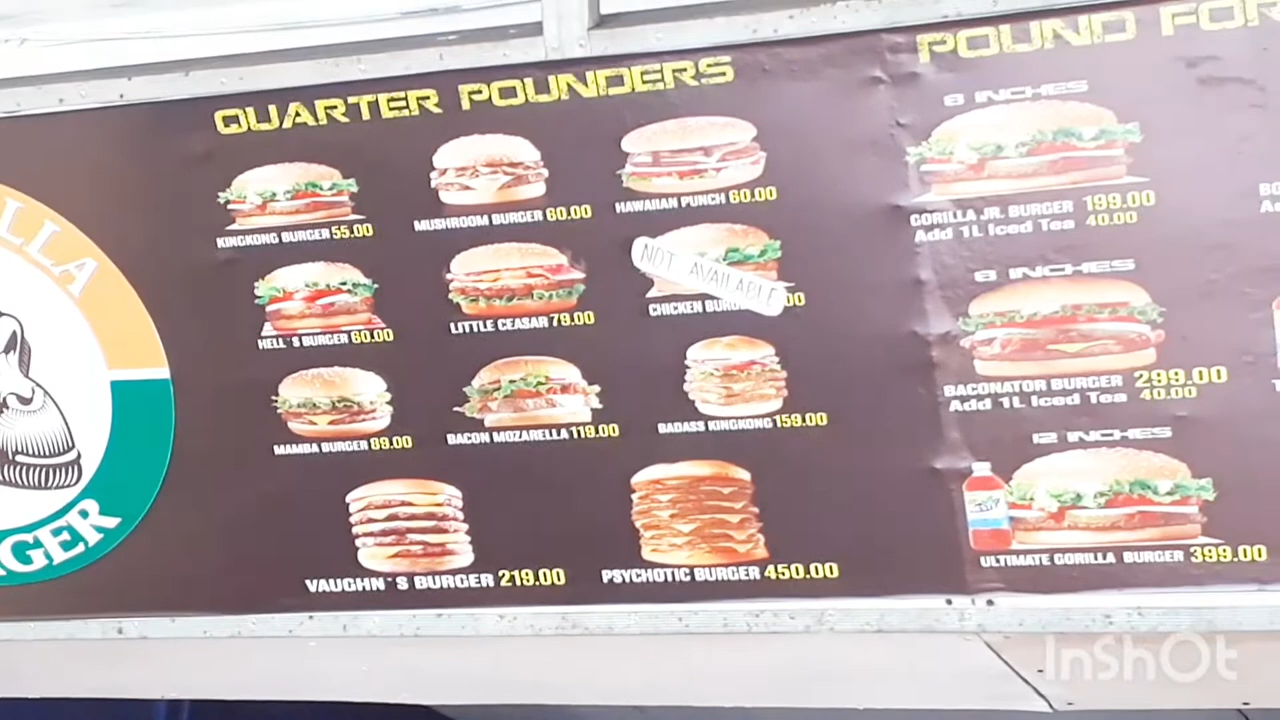 QUARTER POUNDERS
KINGKONG BURGER 55.00
MUSHROOM BURGER 60.00
HAWAIIAN PUNCH 60.00
HELL'S BURGER 60.00
LITTLE CEASAR 79.00
NOT AVAILABLE
CHICKEN
MAMBA BURGER 89.00
BACON MOZARELLA 119.00
BADASS KINGKONG 159.00
VAUGHN'S BURGER 219.00
PSYCHOTIC BURGER 450.00
POUND FOR
8 INCHES
GORILLA JR. BURGER 199.00
Add 1L Iced Tea 40.00
8 INCHES
BACONATOR BURGER 299.00
Add 1L Iced Tea 40.00
12 INCHES
ULTIMATE GORILLA BURGER 399.00
InShOt